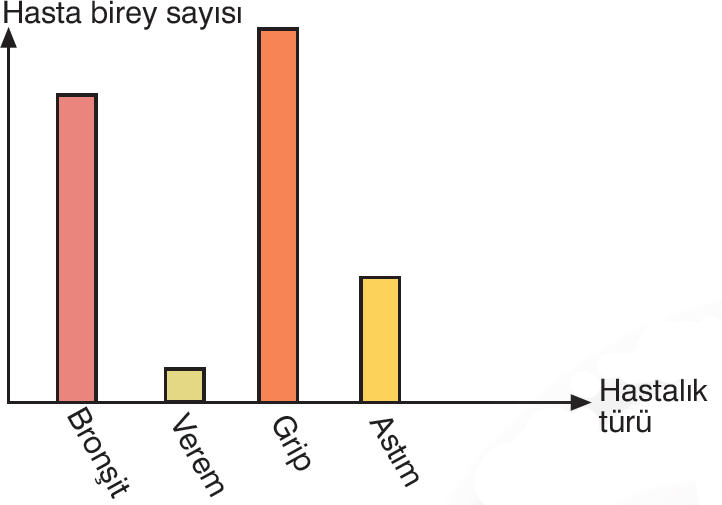 Hasta birey sayısı
Bronşit
Verem
Grip
Astım
Hastalık
türü